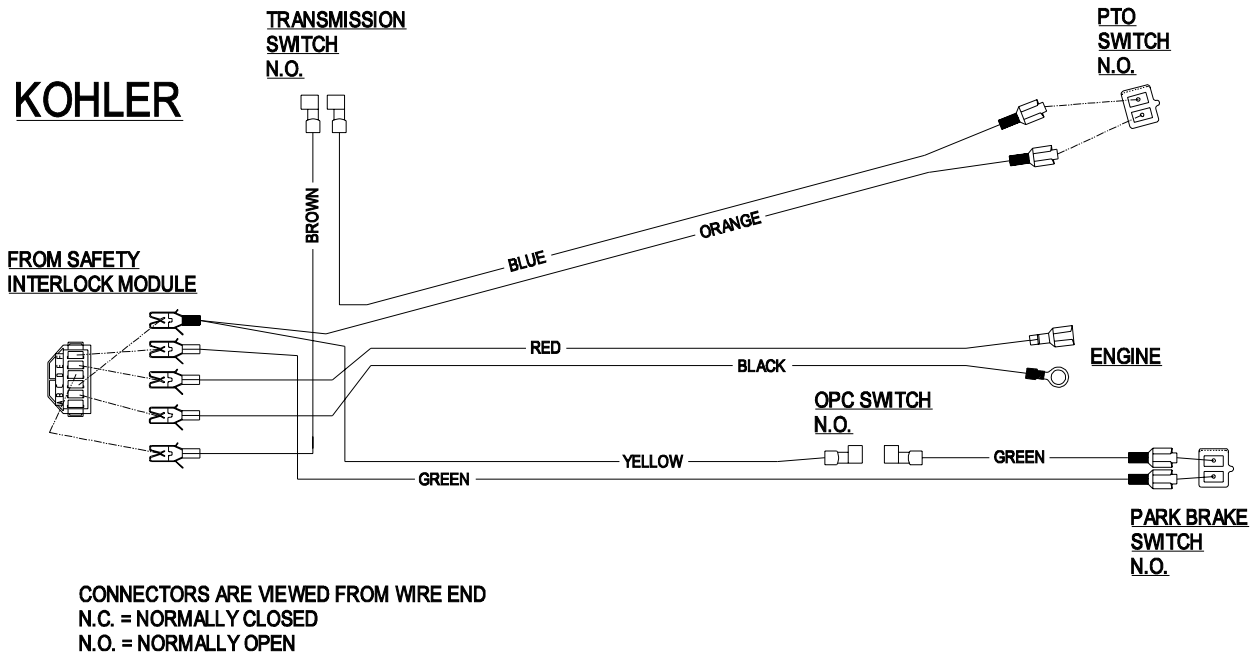 TRANSMISSION
SWITCH
N.O.
PTO
SWITCH
N.O.
KOHLER
BROWN
BLUE
ORANGE
FROM SAFETY
INTERLOCK MODULE
RED
BLACK
ENGINE
OPC SWITCH
N.O.
YELLOW
GREEN
GREEN
PARK BRAKE
SWITCH
N.O.
CONNECTORS ARE VIEWED FROM WIRE END
N.C. = NORMALLY CLOSED
N.O. = NORMALLY OPEN